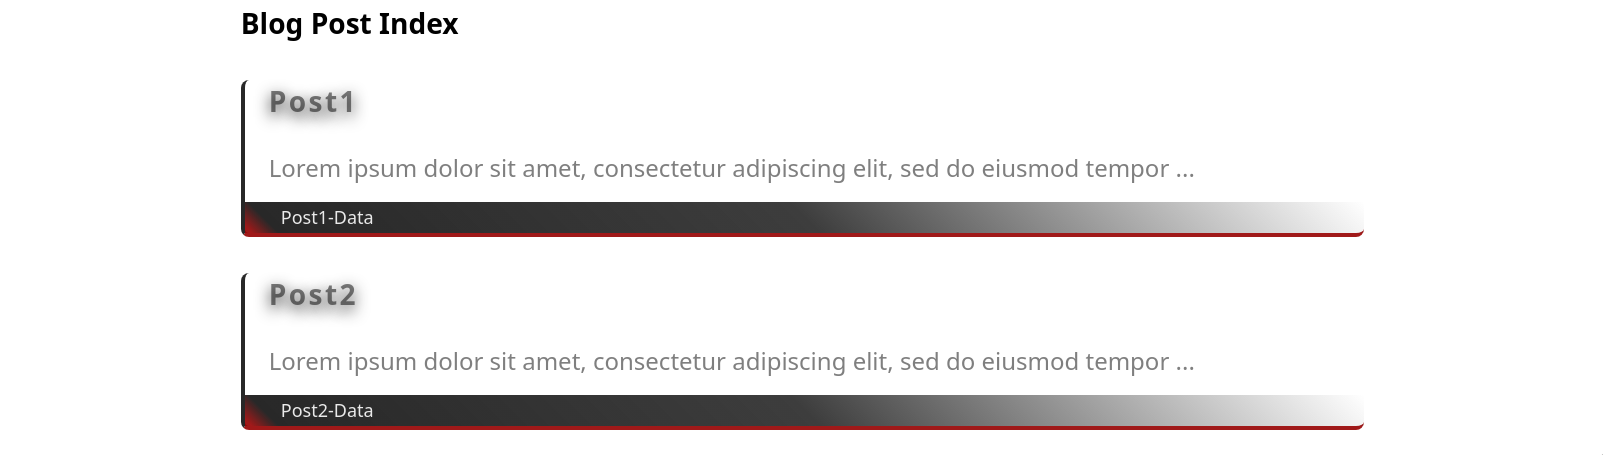 Blog Post Index
Post1
Lorem ipsum dolor sit amet, consectetur adipiscing elit, sed do eiusmod tempor ...
Post1-Data
Post2
Lorem ipsum dolor sit amet, consectetur adipiscing elit, sed do eiusmod tempor ...
Post2-Data